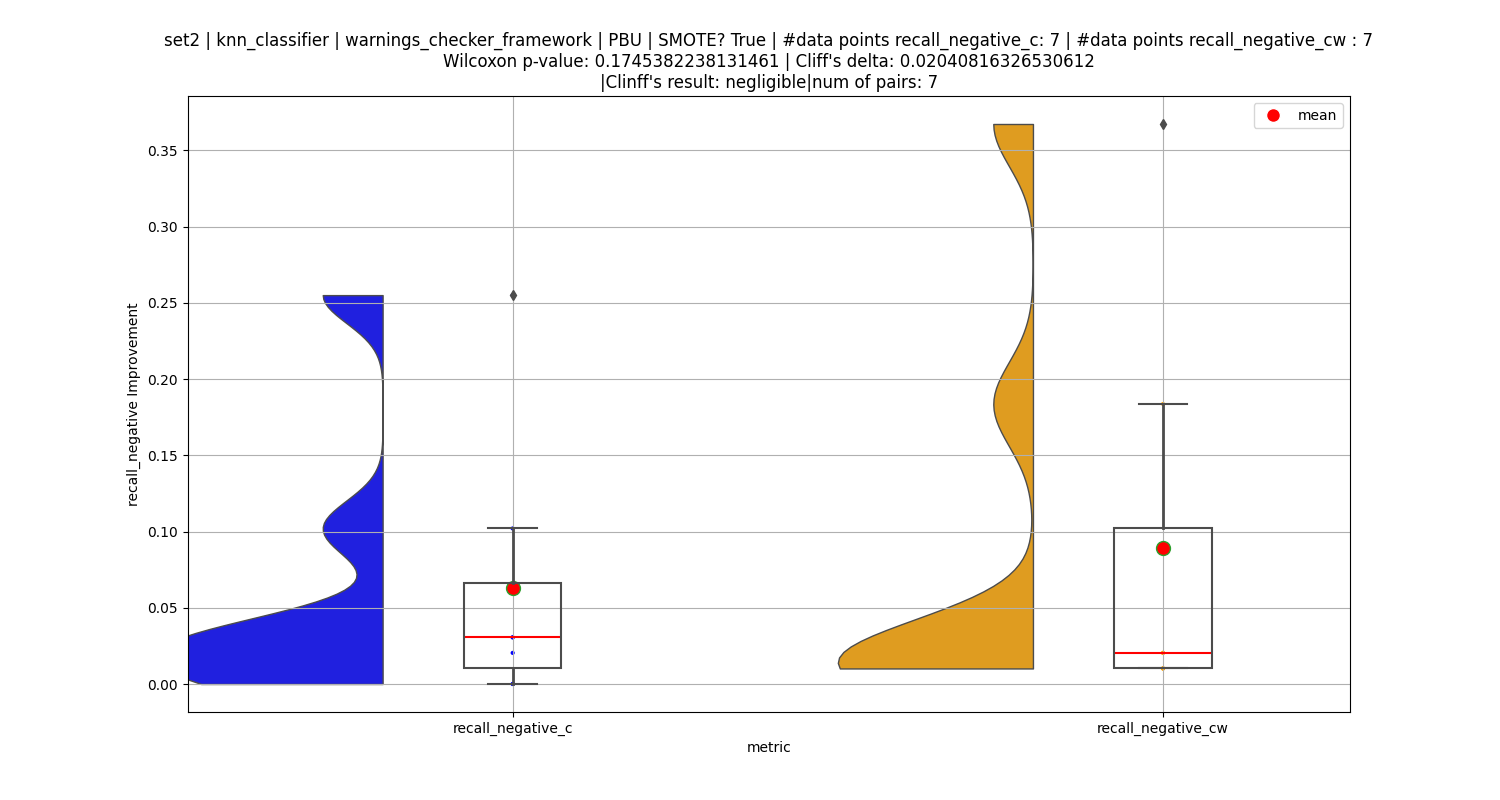 set2 | knn_classifier | warnings_checker_framework | PBU | SMOTE? True | #data points recall_negative_c: 7 | #data points recall_negative_cw : 7
Wilcoxon p-value: 0.1745382238131461 | Cliff's delta: 0.02040816326530612
|Clinff's result: negligible|num of pairs: 7
mean
0.35
0.30
0.25
0.20
0.15
0.10
0.05
0.00
recall_negative Improvement
recall_negative_c
recall_negative_cw
metric